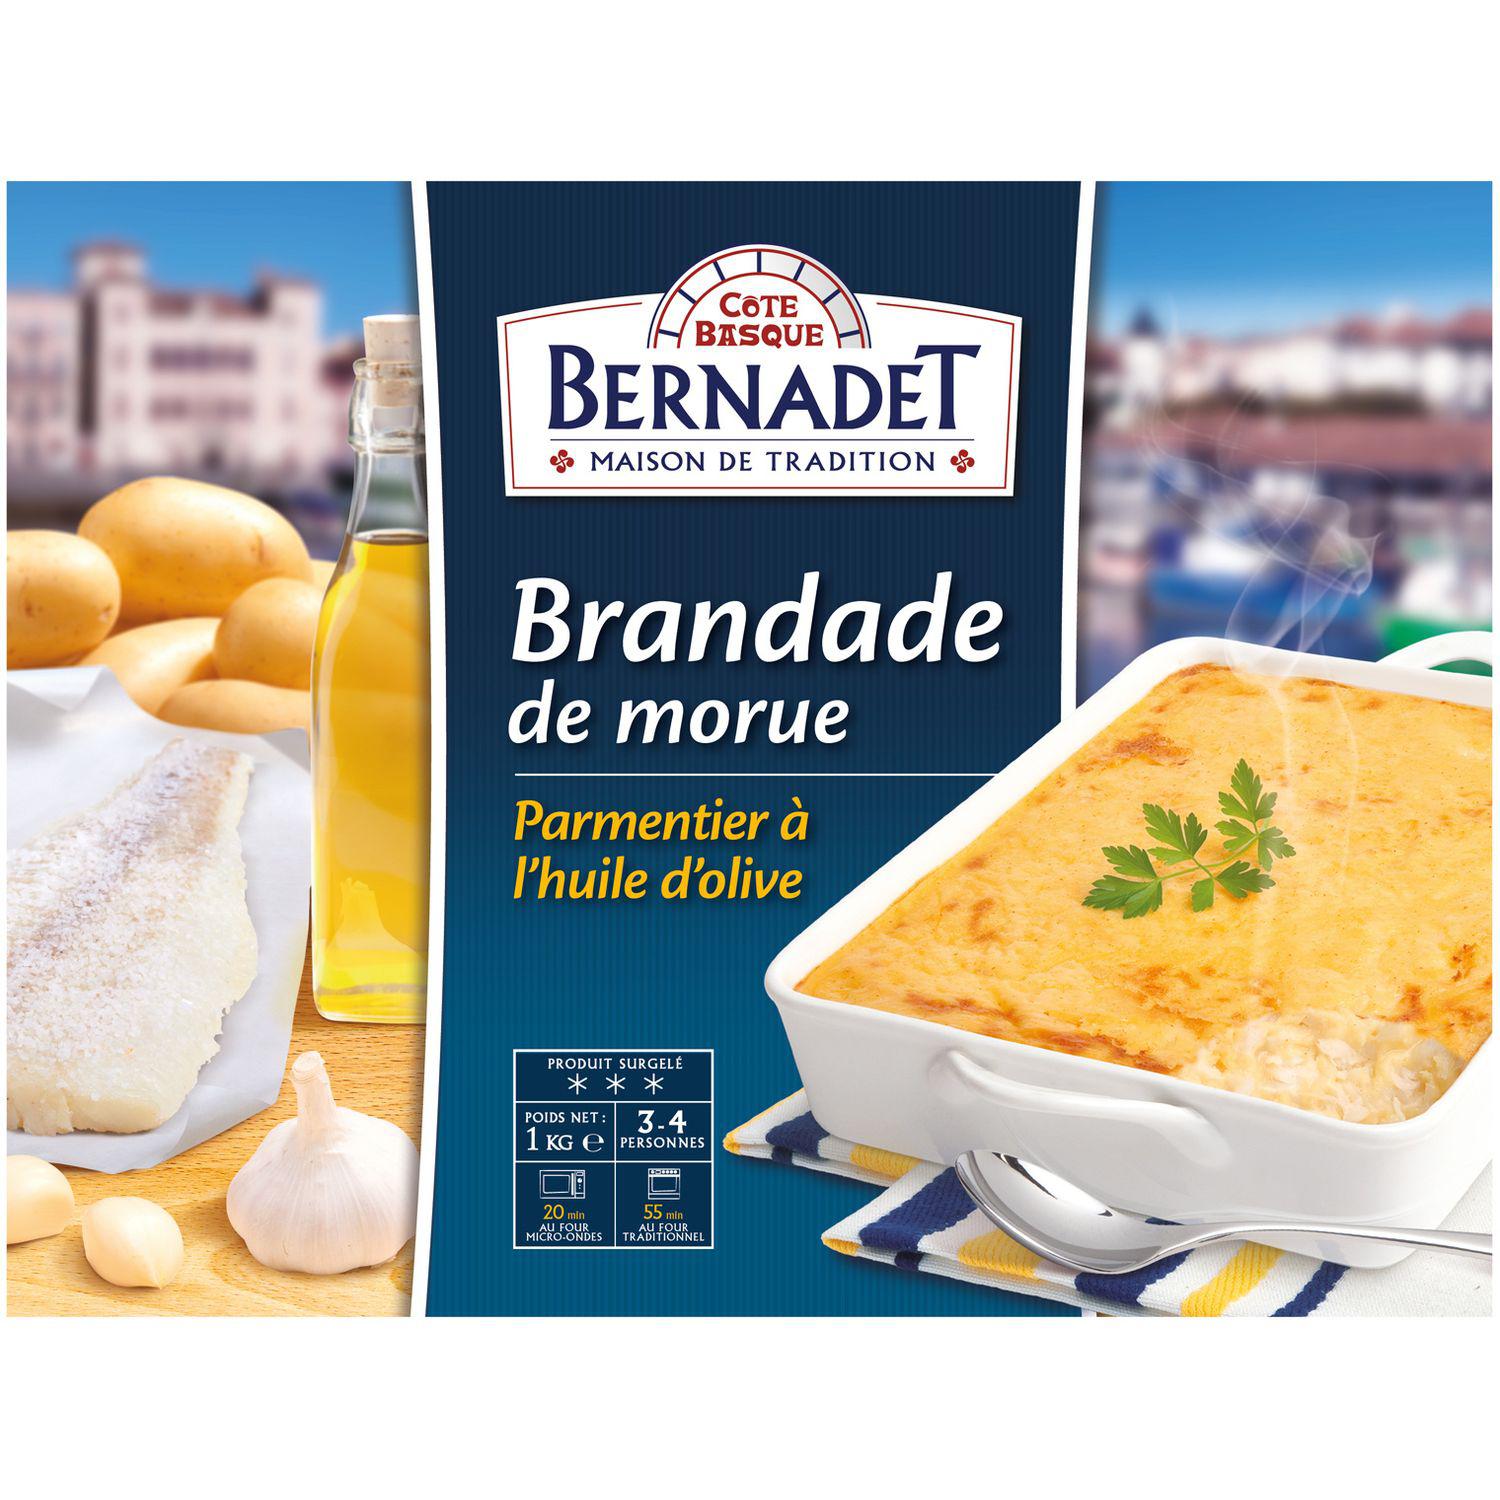 CÔTE
BASQUE
BERNADET
MAISON DE TRADITION
Brandade
de morue
Parmentier à
l'huile d'olive
PRODUIT SURGELÉ
POIDS NET :
1 KG e
3-4
PERSONNES
20 min
AU FOUR
MICRO-ONDES
55 min
AU FOUR
TRADITIONNEL